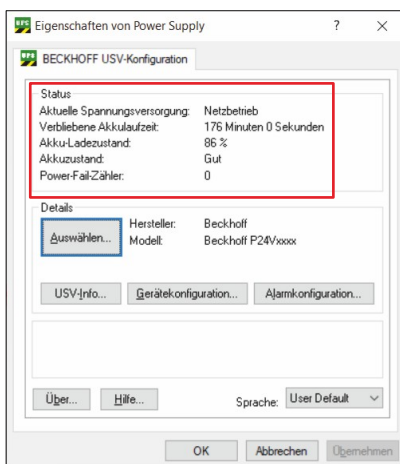 UPS Eigenschaften von Power Supply ? ×
UPS BECKHOFF USV-Konfiguration
Status
Aktuelle Spannungsversorgung: Netzbetrieb
Verbliebene Akkulaufzeit: 176 Minuten 0 Sekunden
Akku-Ladezustand: 86 %
Akkuzustand: Gut
Power-Fail-Zähler: 0
Details
Auswählen...
Hersteller: Beckhoff
Modell: Beckhoff P24Vxxxx
USV-Info... Gerätekonfiguration... Alarmkonfiguration...
Über... Hilfe... Sprache: User Default
OK Abbrechen Übernehmen